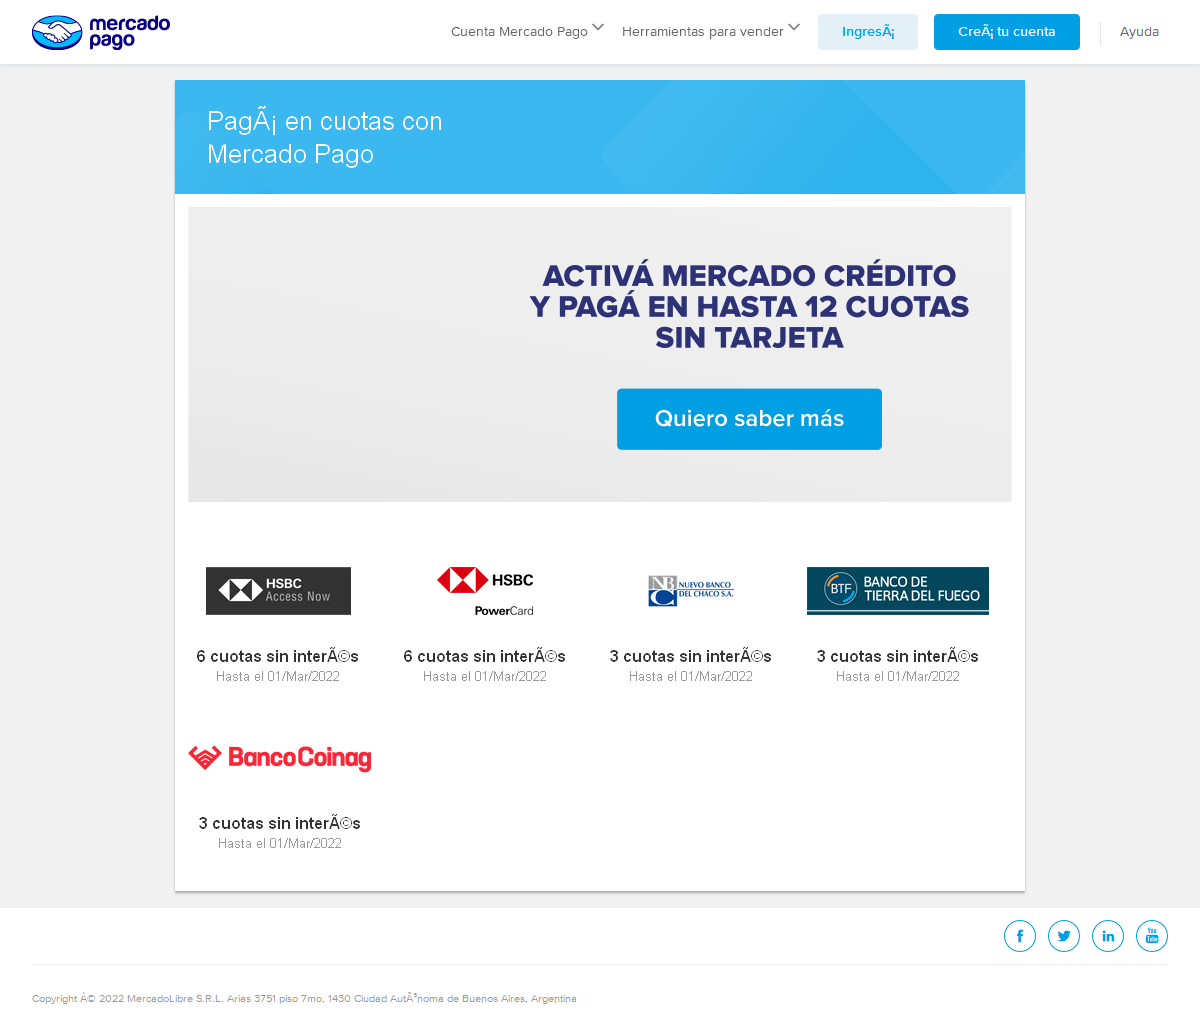 mercado
pago
Cuenta Mercado Pago
Herramientas para vender
IngresÃ¡
CreÃ¡ tu cuenta
Ayuda
PagÃ¡ en cuotas con
Mercado Pago
ACTIVÁ MERCADO CRÉDITO
Y PAGÁ EN HASTA 12 CUOTAS
SIN TARJETA
Quiero saber más
HSBC
Access Now
HSBC
PowerCard
NBC
NUEVO BANCO
DEL CHACO S.A.
BTF
BANCO DE
TIERRA DEL FUEGO
6 cuotas sin interÃ©s
Hasta el 01/Mar/2022
6 cuotas sin interÃ©s
Hasta el 01/Mar/2022
3 cuotas sin interÃ©s
Hasta el 01/Mar/2022
3 cuotas sin interÃ©s
Hasta el 01/Mar/2022
BancoCoinag
3 cuotas sin interÃ©s
Hasta el 01/Mar/2022
f
in
You
Tube
Copyright Â© 2022 MercadoLibre S.R.L. Arias 3751 piso 7mo, 1430 Ciudad AutÃ³noma de Buenos Aires, Argentina